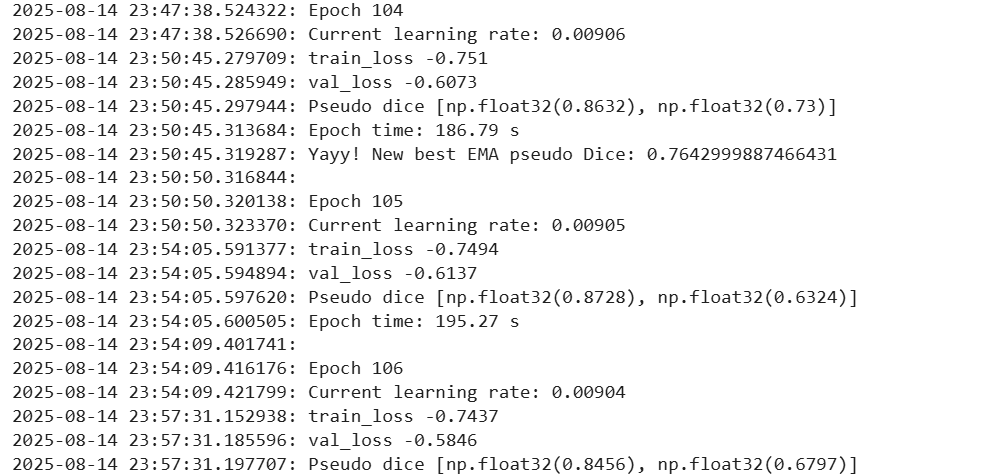 2025-08-14 23:47:38.524322: Epoch 104
2025-08-14 23:47:38.526690: Current learning rate: 0.00906
2025-08-14 23:50:45.279709: train_loss -0.751
2025-08-14 23:50:45.285949: val_loss -0.6073
2025-08-14 23:50:45.297944: Pseudo dice [np.float32(0.8632), np.float32(0.73)]
2025-08-14 23:50:45.313684: Epoch time: 186.79 s
2025-08-14 23:50:45.319287: Yayy! New best EMA pseudo Dice: 0.7642999887466431
2025-08-14 23:50:50.316844:
2025-08-14 23:50:50.320138: Epoch 105
2025-08-14 23:50:50.323370: Current learning rate: 0.00905
2025-08-14 23:54:05.591377: train_loss -0.7494
2025-08-14 23:54:05.594894: val_loss -0.6137
2025-08-14 23:54:05.597620: Pseudo dice [np.float32(0.8728), np.float32(0.6324)]
2025-08-14 23:54:05.600505: Epoch time: 195.27 s
2025-08-14 23:54:09.401741:
2025-08-14 23:54:09.416176: Epoch 106
2025-08-14 23:54:09.421799: Current learning rate: 0.00904
2025-08-14 23:57:31.152938: train_loss -0.7437
2025-08-14 23:57:31.185596: val_loss -0.5846
2025-08-14 23:57:31.197707: Pseudo dice [np.float32(0.8456), np.float32(0.6797)]